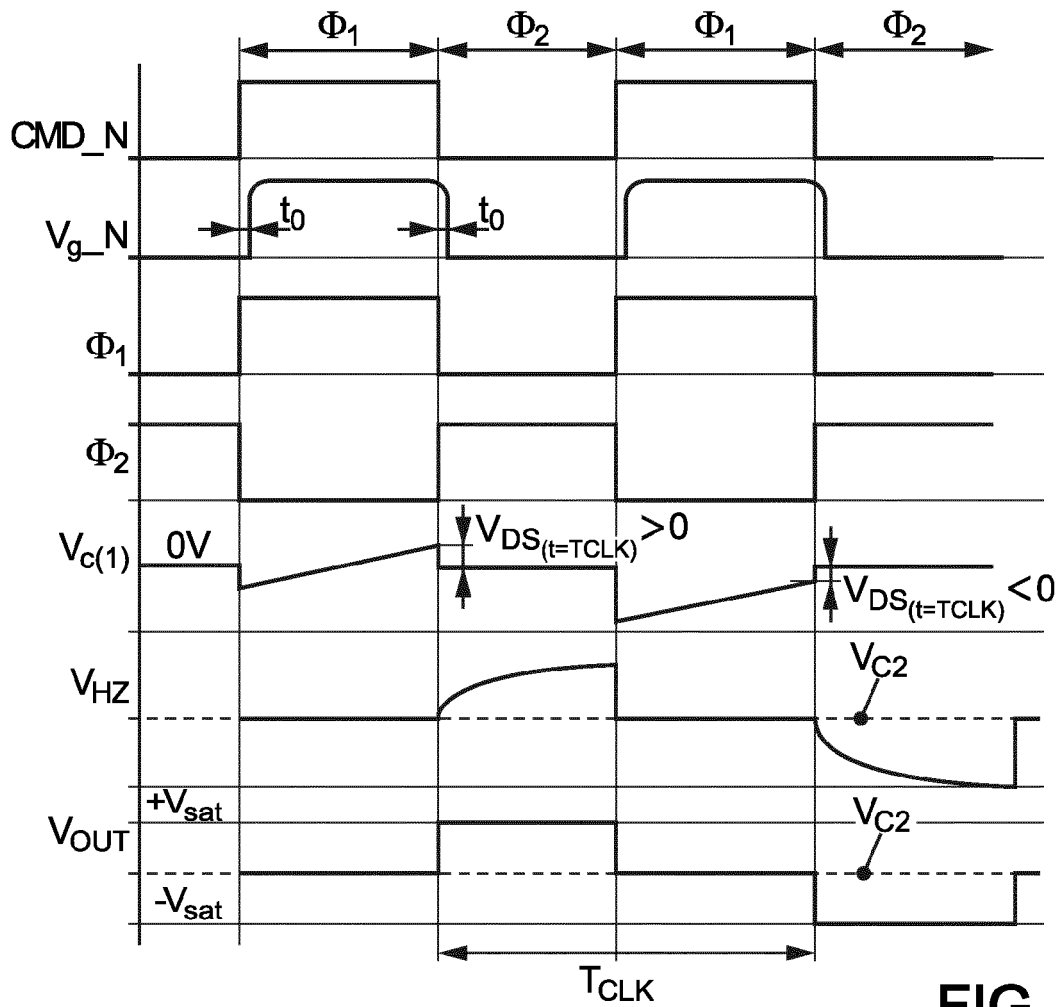 Φ1 Φ2 Φ1 Φ2
CMD_N
Vg_N
t0 t0
Φ1
Φ2
Vc(1)
0V
VDS(t=TCLK)>0
VDS(t=TCLK)<0
VHZ
VC2
+Vsat
VOUT
VC2
-Vsat
TCLK
FIG